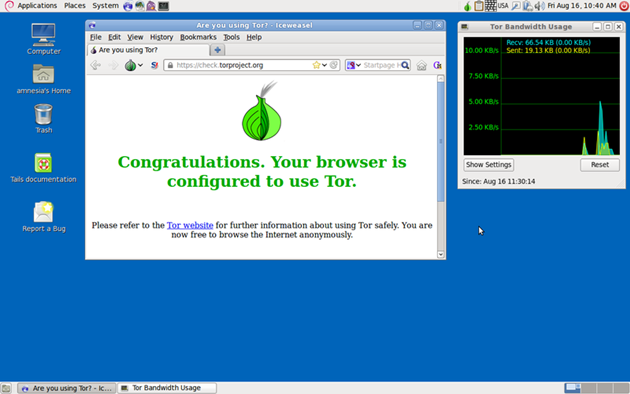 Applications Places System
USA
Fri Aug 16, 10:40 AM
Computer
amnesia's Home
Trash
Tails documentation
Report a Bug
Are you using Tor? - Iceweasel
File Edit View History Bookmarks Tools Help
Are you using Tor?
https://check.torproject.org
Startpage H
Congratulations. Your browser is
configured to use Tor.
Please refer to the Tor website for further information about using Tor safely. You are
now free to browse the Internet anonymously.
Tor Bandwidth Usage
Recv: 66.54 KB (0.00 KB/s)
Sent: 19.13 KB (0.00 KB/s)
10.00 KB/s
7.50 KB/s
5.00 KB/s
2.50 KB/s
Show Settings
Reset
Since: Aug 16 11:30:14
Are you using Tor? - Ic...
Tor Bandwidth Usage